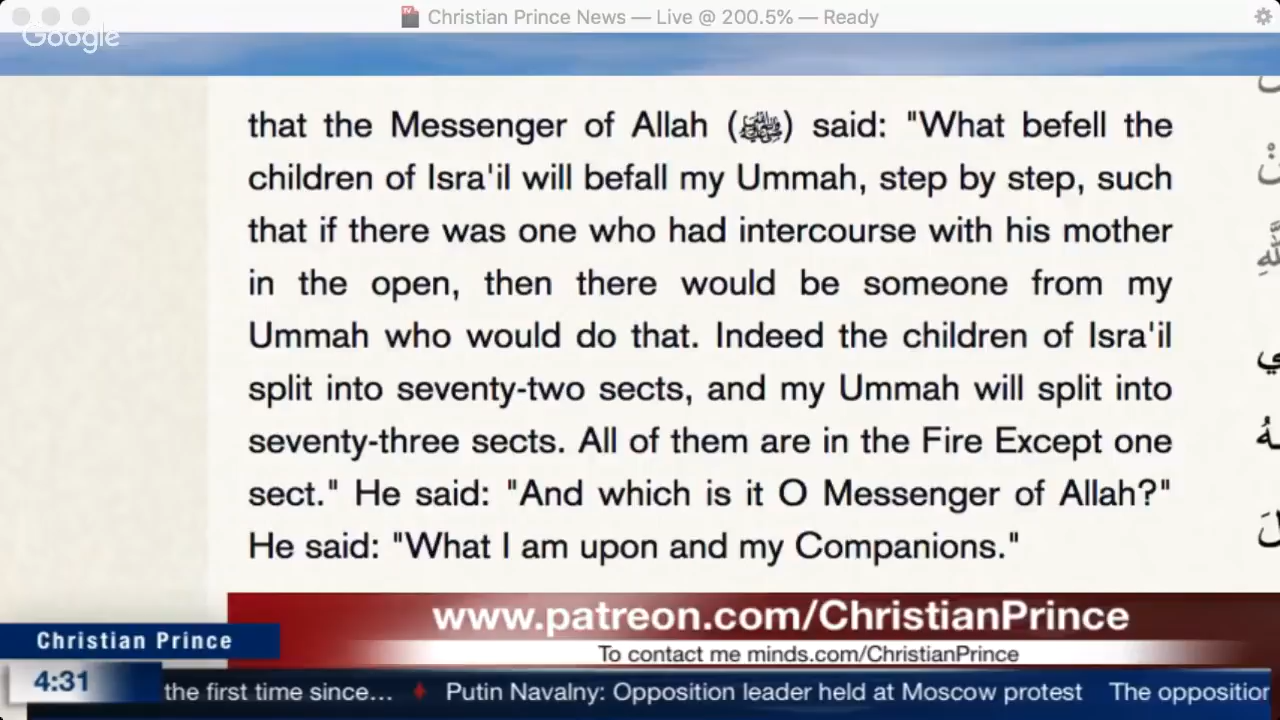 Christian Prince News — Live @ 200.5% — Ready
Google
that the Messenger of Allah (ﷺ) said: "What befell the
children of Isra'il will befall my Ummah, step by step, such
that if there was one who had intercourse with his mother
in the open, then there would be someone from my
Ummah who would do that. Indeed the children of Isra'il
split into seventy-two sects, and my Ummah will split into
seventy-three sects. All of them are in the Fire Except one
sect." He said: "And which is it O Messenger of Allah?"
He said: "What I am upon and my Companions."
www.patreon.com/ChristianPrince
Christian Prince
To contact me minds.com/ChristianPrince
4:31
the first time since... ♦ Putin Navalny: Opposition leader held at Moscow protest The opposition